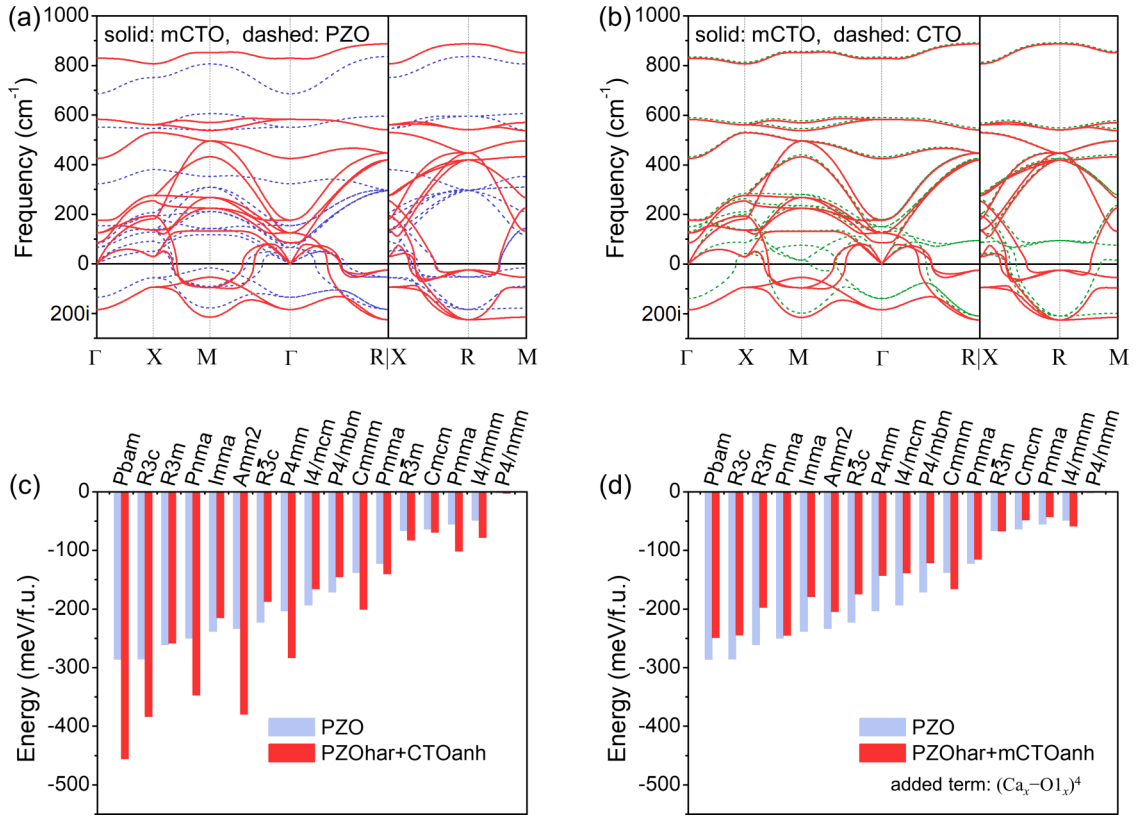 (a)
solid: mCTO, dashed: PZO
Frequency (cm⁻¹)
1000
800
600
400
200
0
200i
Γ X M Γ R|X R M
(b)
solid: mCTO, dashed: CTO
Frequency (cm⁻¹)
1000
800
600
400
200
0
200i
Γ X M Γ R|X R M
(c)
Pbam
R3c
R3m
Pnma
Imma
Amm2
R3̄c
P4mm
I4/mcm
P4/mbm
Cmmm
Pmma
R3̄m
Cmcm
Pmma
I4/mmm
P4/nmm
Energy (meV/f.u.)
0
-100
-200
-300
-400
-500
PZO
PZOhar+CTOanh
(d)
Pbam
R3c
R3m
Pnma
Imma
Amm2
R3̄c
P4mm
I4/mcm
P4/mbm
Cmmm
Pmma
R3̄m
Cmcm
Pmma
I4/mmm
P4/nmm
Energy (meV/f.u.)
0
-100
-200
-300
-400
-500
PZO
PZOhar+mCTOanh
added term: (Caₓ−O1ₓ)⁴